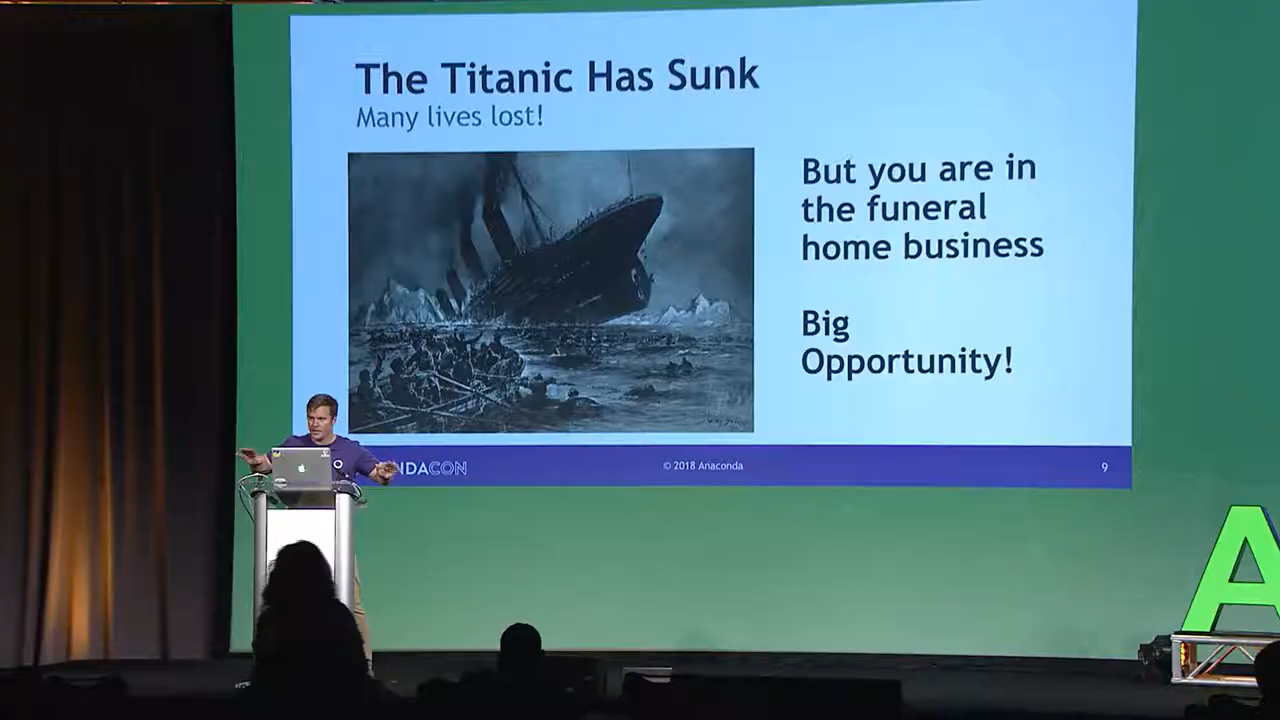 The Titanic Has Sunk
Many lives lost!
But you are in
the funeral
home business
Big
Opportunity!
NDACON
© 2018 Anaconda
9
A